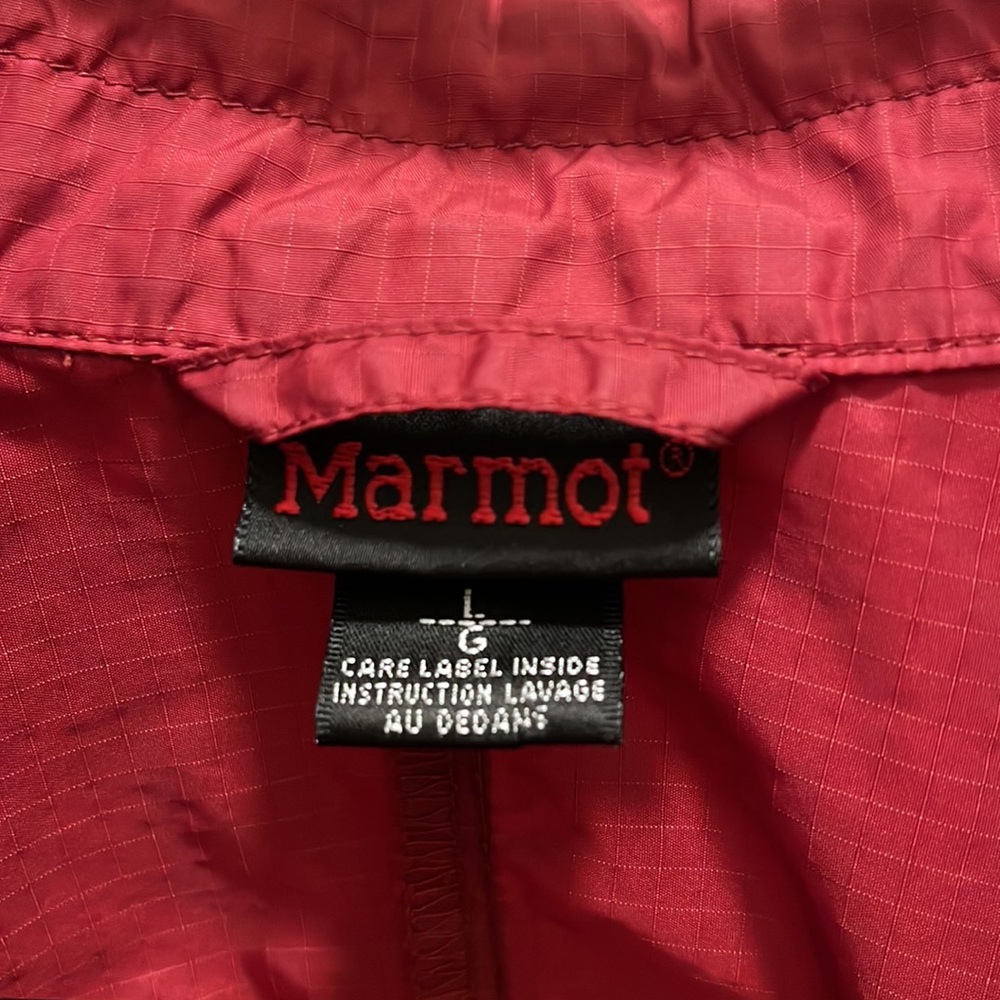 Marmot®
L
G
CARE LABEL INSIDE
INSTRUCTION LAVAGE
AU DEDANS